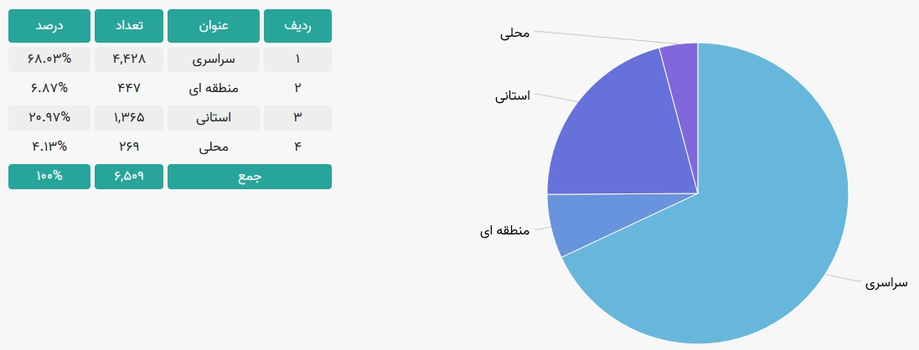 ردیف عنوان تعداد درصد
۱ سراسری ۴,۴۲۸ ۶۸.۰۳%
۲ منطقه ای ۴۴۷ ۶.۸۷%
۳ استانی ۱,۳۶۵ ۲۰.۹۷%
۴ محلی ۲۶۹ ۴.۱۳%
جمع ۶,۵۰۹ ۱۰۰%
محلی
استانی
منطقه ای
سراسری